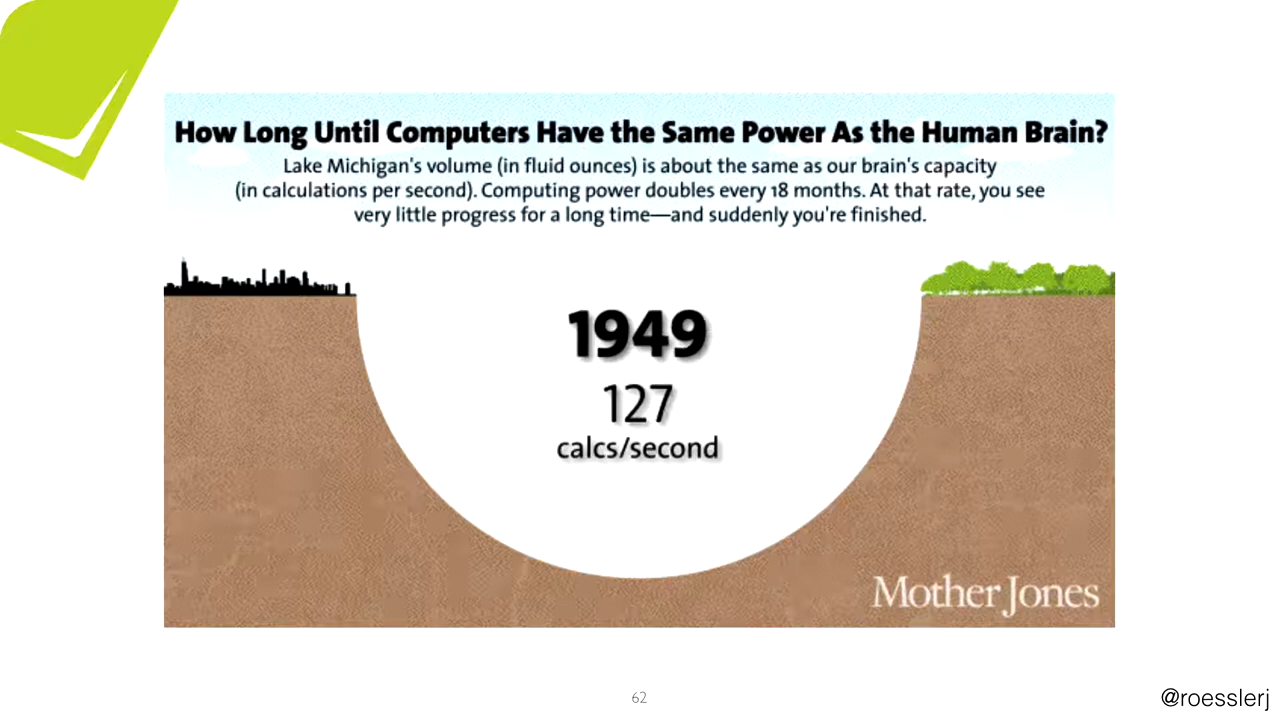 How Long Until Computers Have the Same Power As the Human Brain?
Lake Michigan's volume (in fluid ounces) is about the same as our brain's capacity
(in calculations per second). Computing power doubles every 18 months. At that rate, you see
very little progress for a long time—and suddenly you're finished.
1949
127
calcs/second
Mother Jones
62
@roesslerj